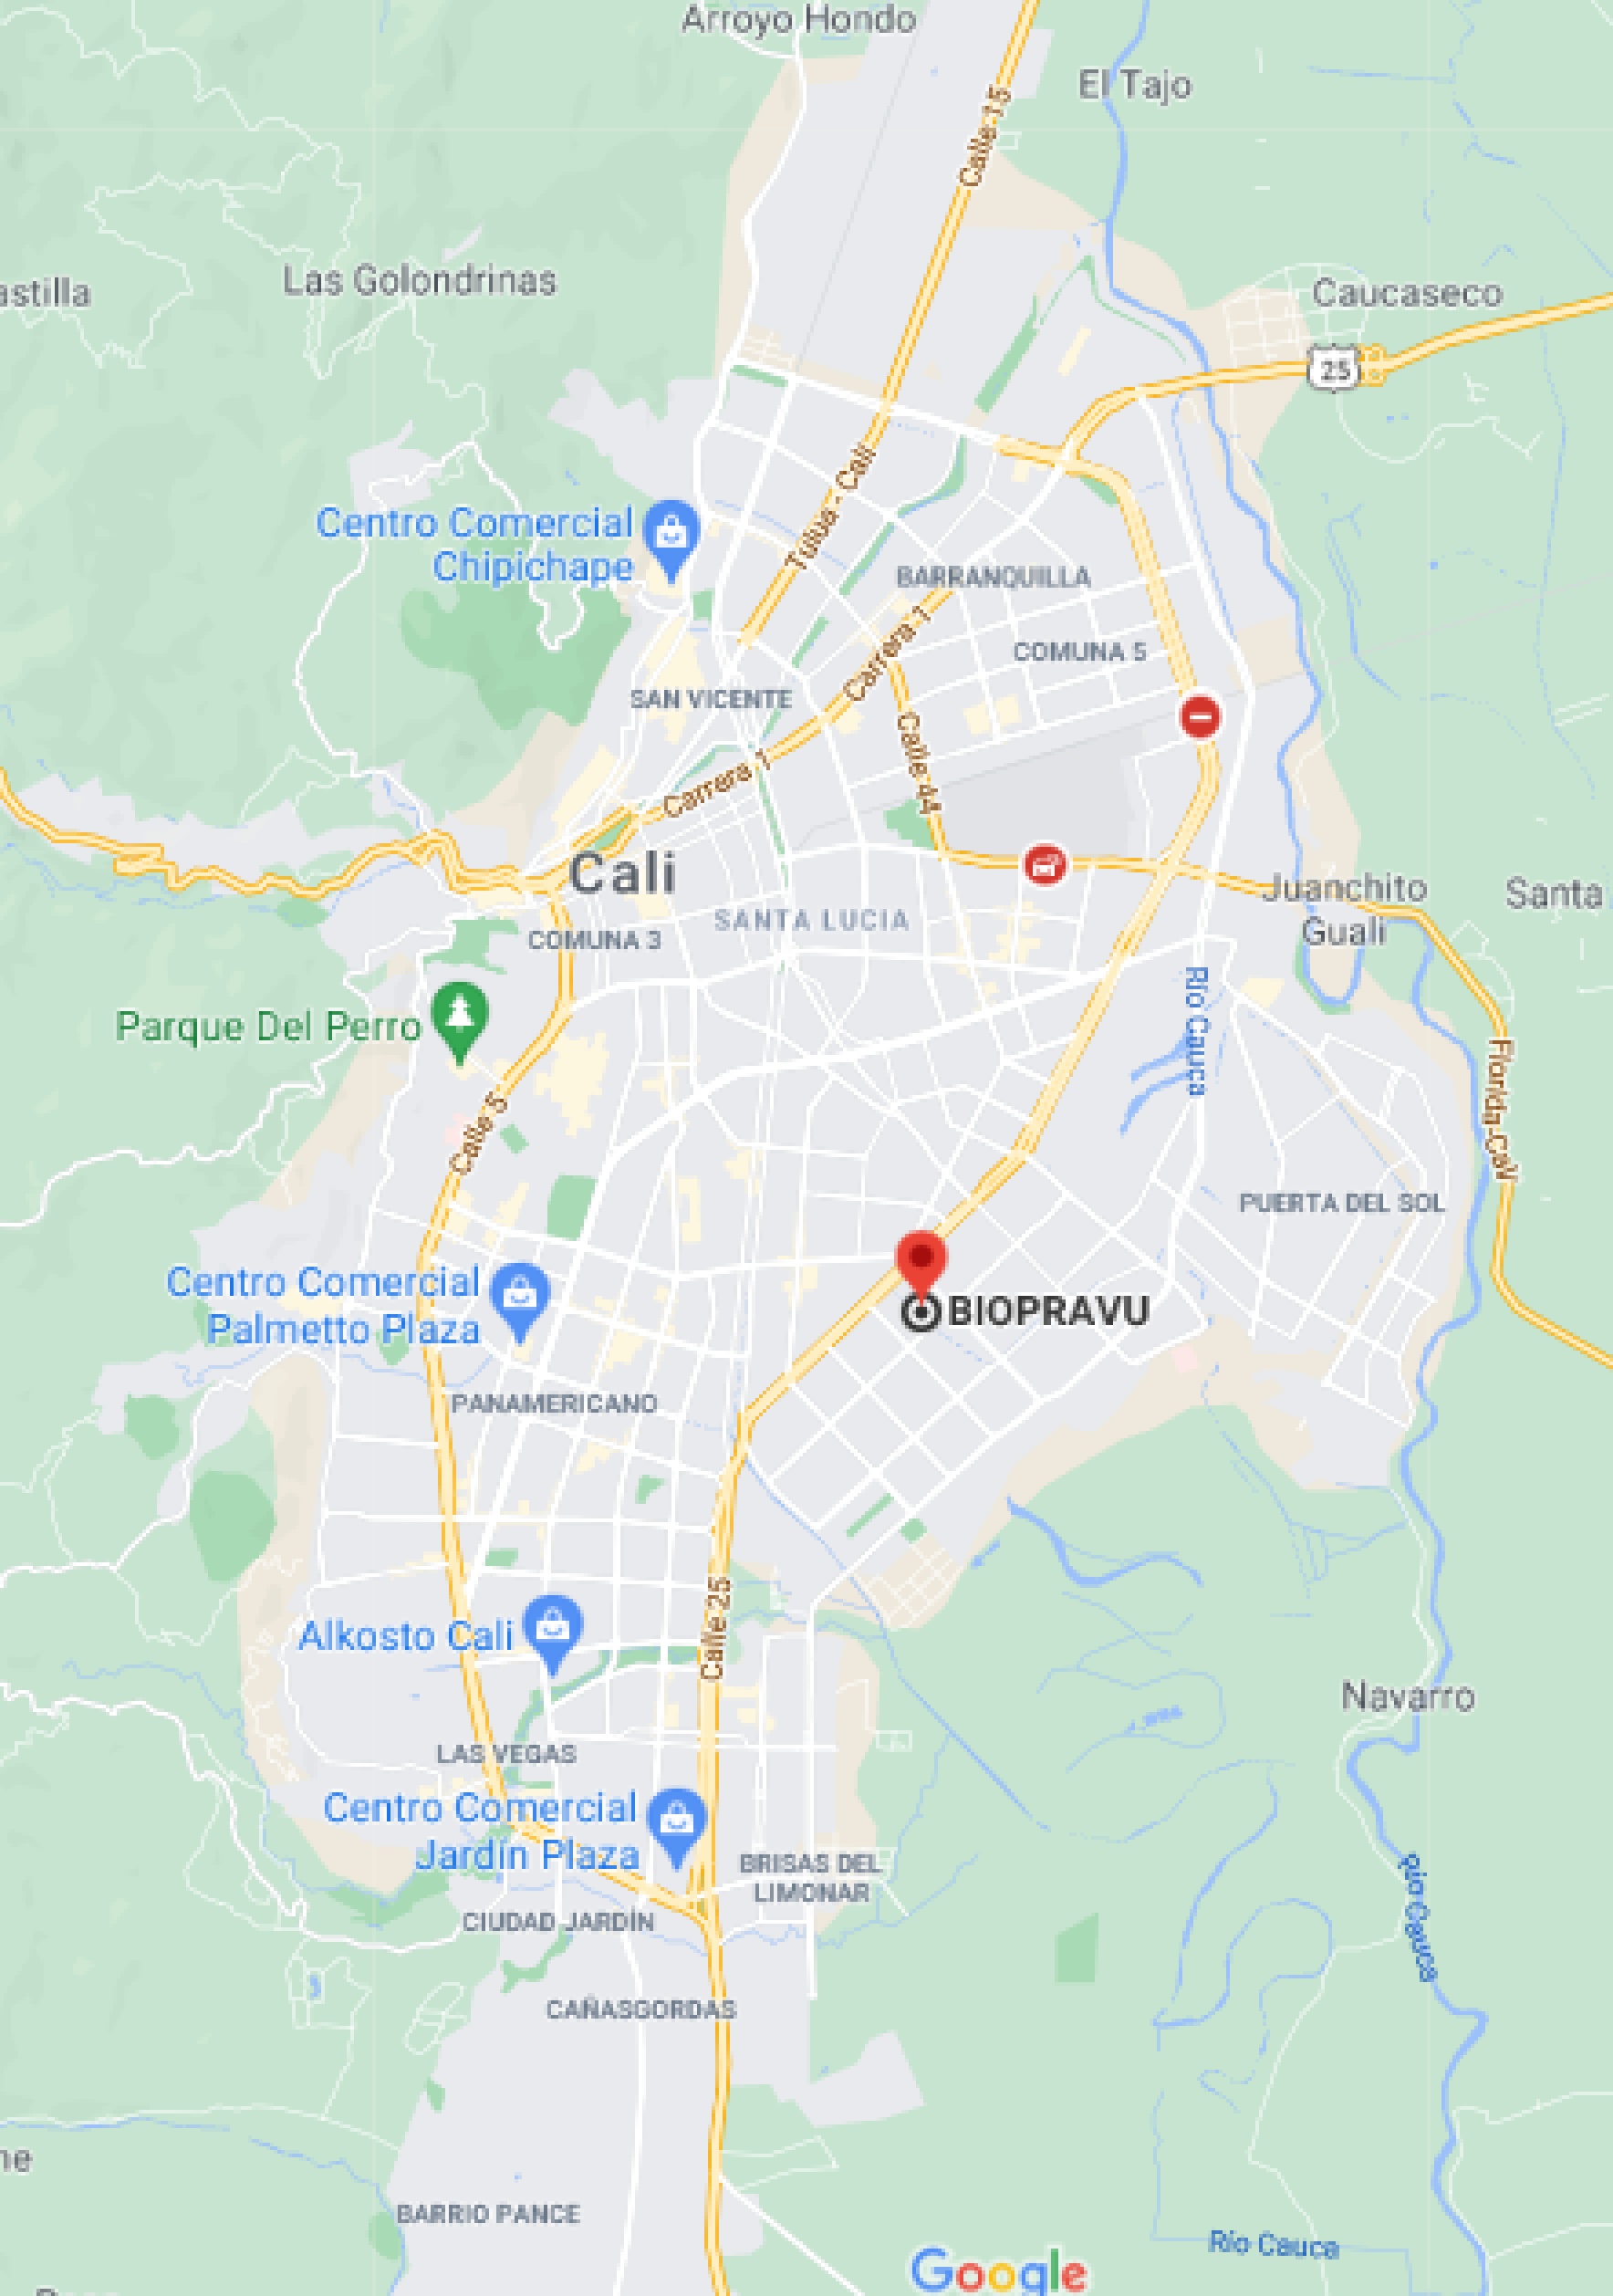 Arroyo Hondo
El Tajo
Calle 15
Las Golondrinas
astilla
Caucaseco
25
Tuluá - Cali
Centro Comercial
Chipichape
BARRANQUILLA
Carrera 1
COMUNA 5
SAN VICENTE
Calle 44
Carrera 1
Cali
Juanchito
Guali
Santa
SANTA LUCIA
COMUNA 3
Río Cauca
Parque Del Perro
Florida-Cali
Calle 5
PUERTA DEL SOL
Centro Comercial
Palmetto Plaza
BIOPRAVU
PANAMERICANO
Calle 25
Alkosto Cali
Navarro
LAS VEGAS
Centro Comercial
Jardín Plaza
BRISAS DEL
LIMONAR
Río Cauca
CIUDAD JARDÍN
CAÑASGORDAS
ne
BARRIO PANCE
Río Cauca
Google